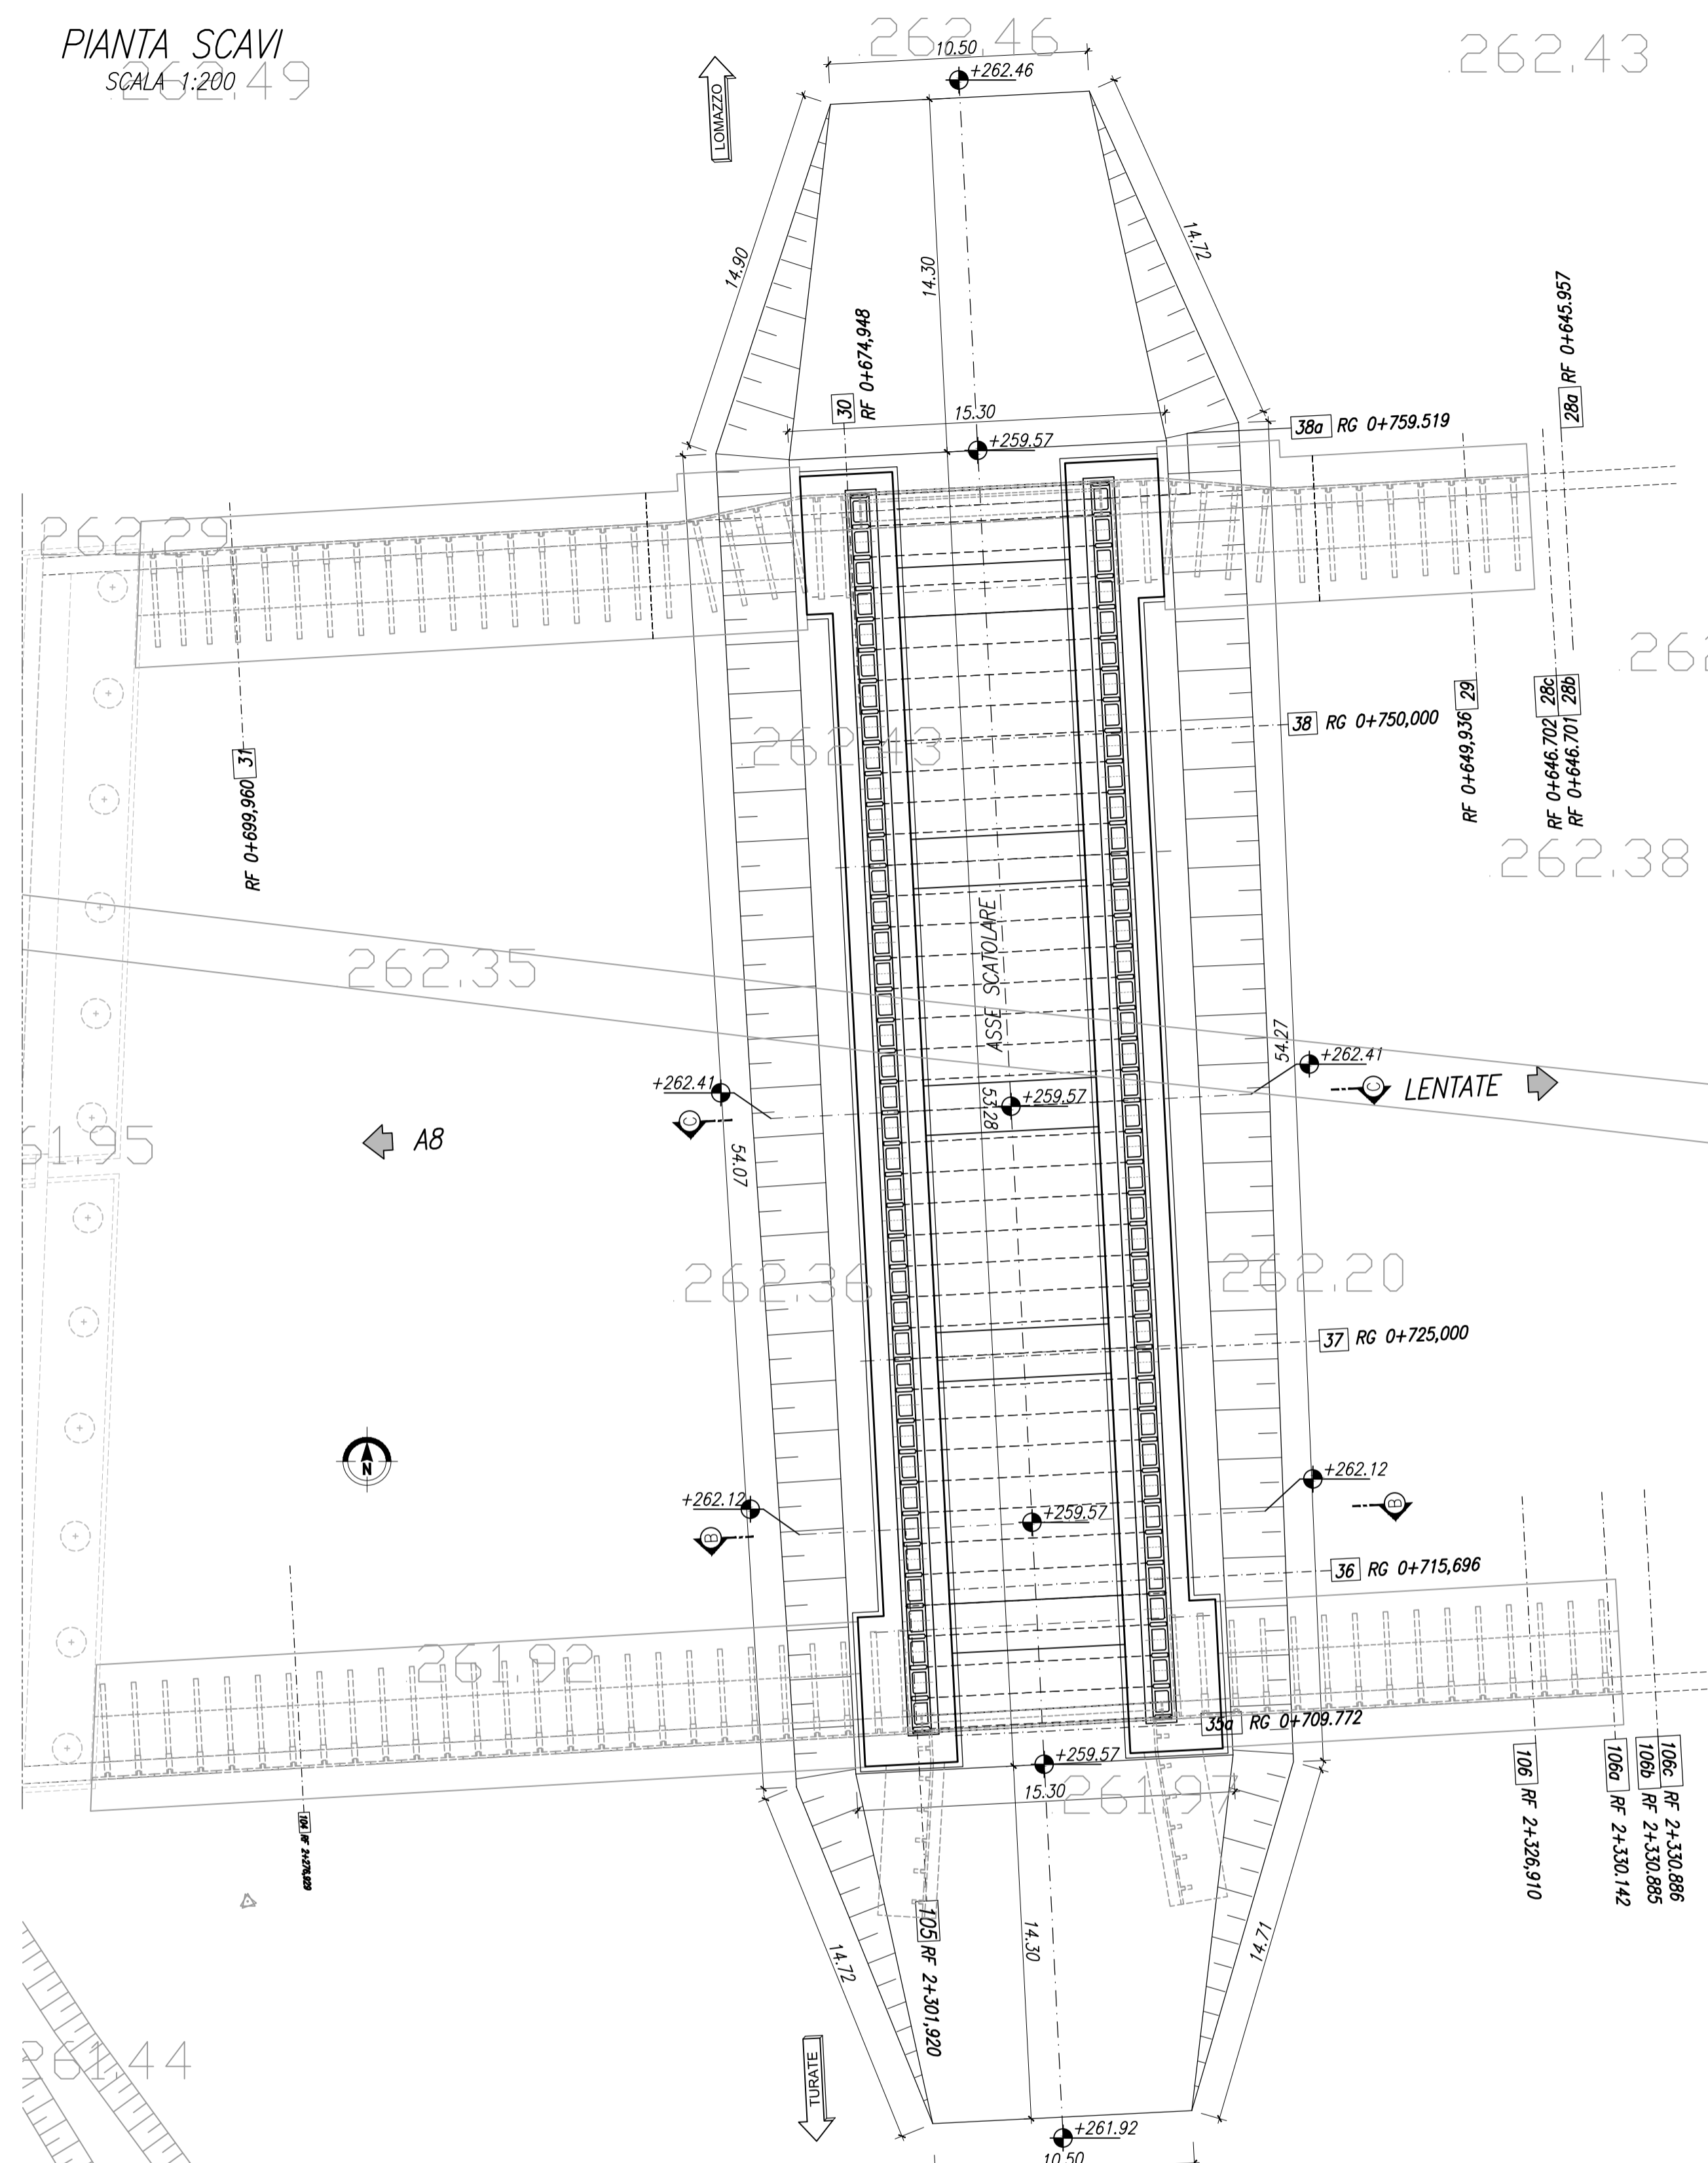 PIANTA SCAVI
SCALA 1:200
262.49
262.46
262.43
10.50
+262.46
LOMAZZO
14.90
14.30
14.72
30 RF 0+674,948
28a RF 0+645.957
15.30
+259.57
38a RG 0+759.519
262.29
262.43
38 RG 0+750,000
RF 0+649,936 29
RF 0+646.702 28c
RF 0+646.701 28b
RF 0+699,960 31
262.38
262.35
ASSE SCATOLARE
53.28
54.27
+262.41
+262.41
+259.57
C
C
LENTATE
A8
61.95
54.07
262.36
262.20
37 RG 0+725,000
N
+262.12
+262.12
+259.57
B
B
36 RG 0+715,696
261.92
35a RG 0+709.772
+259.57
15.30
261.97
104 RF 2+276,929
106 RF 2+326,910
106a RF 2+330.142
106b RF 2+330.885
106c RF 2+330.886
105 RF 2+301,920
14.72
14.30
14.71
261.44
TURATE
+261.92
10.50